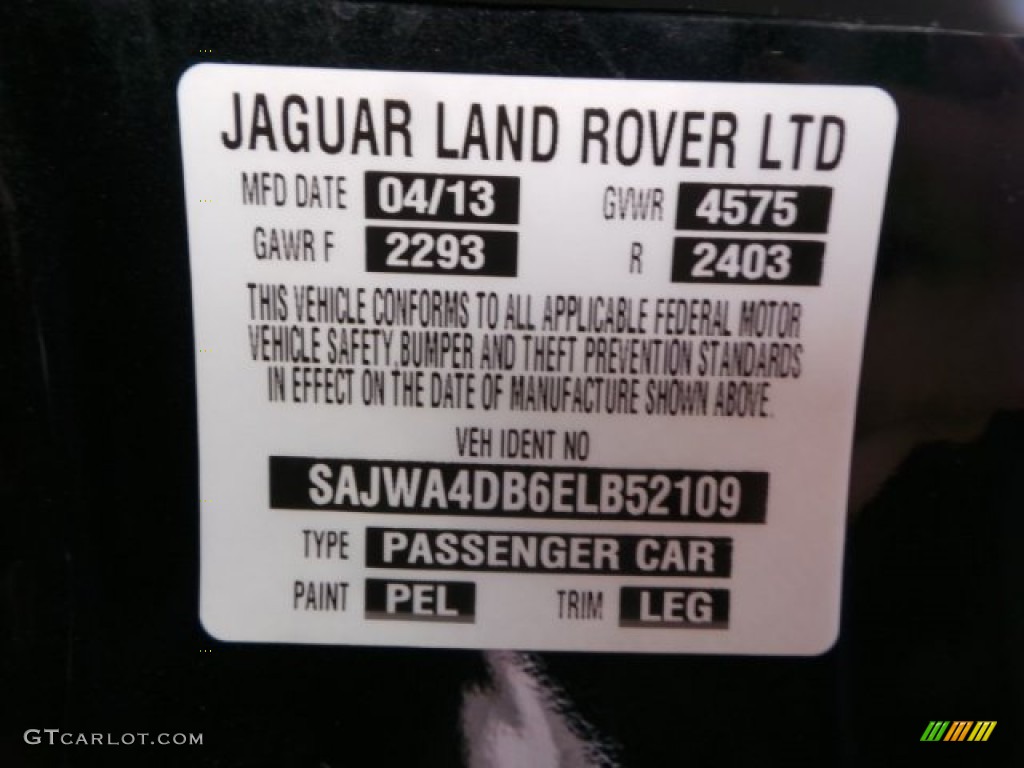 JAGUAR LAND ROVER LTD
MFD DATE 04/13 GVWR 4575
GAWR F 2293 R 2403
THIS VEHICLE CONFORMS TO ALL APPLICABLE FEDERAL MOTOR
VEHICLE SAFETY, BUMPER AND THEFT PREVENTION STANDARDS
IN EFFECT ON THE DATE OF MANUFACTURE SHOWN ABOVE.
VEH IDENT NO
SAJWA4DB6ELB52109
TYPE PASSENGER CAR
PAINT PEL TRIM LEG
GTCARLOT.COM